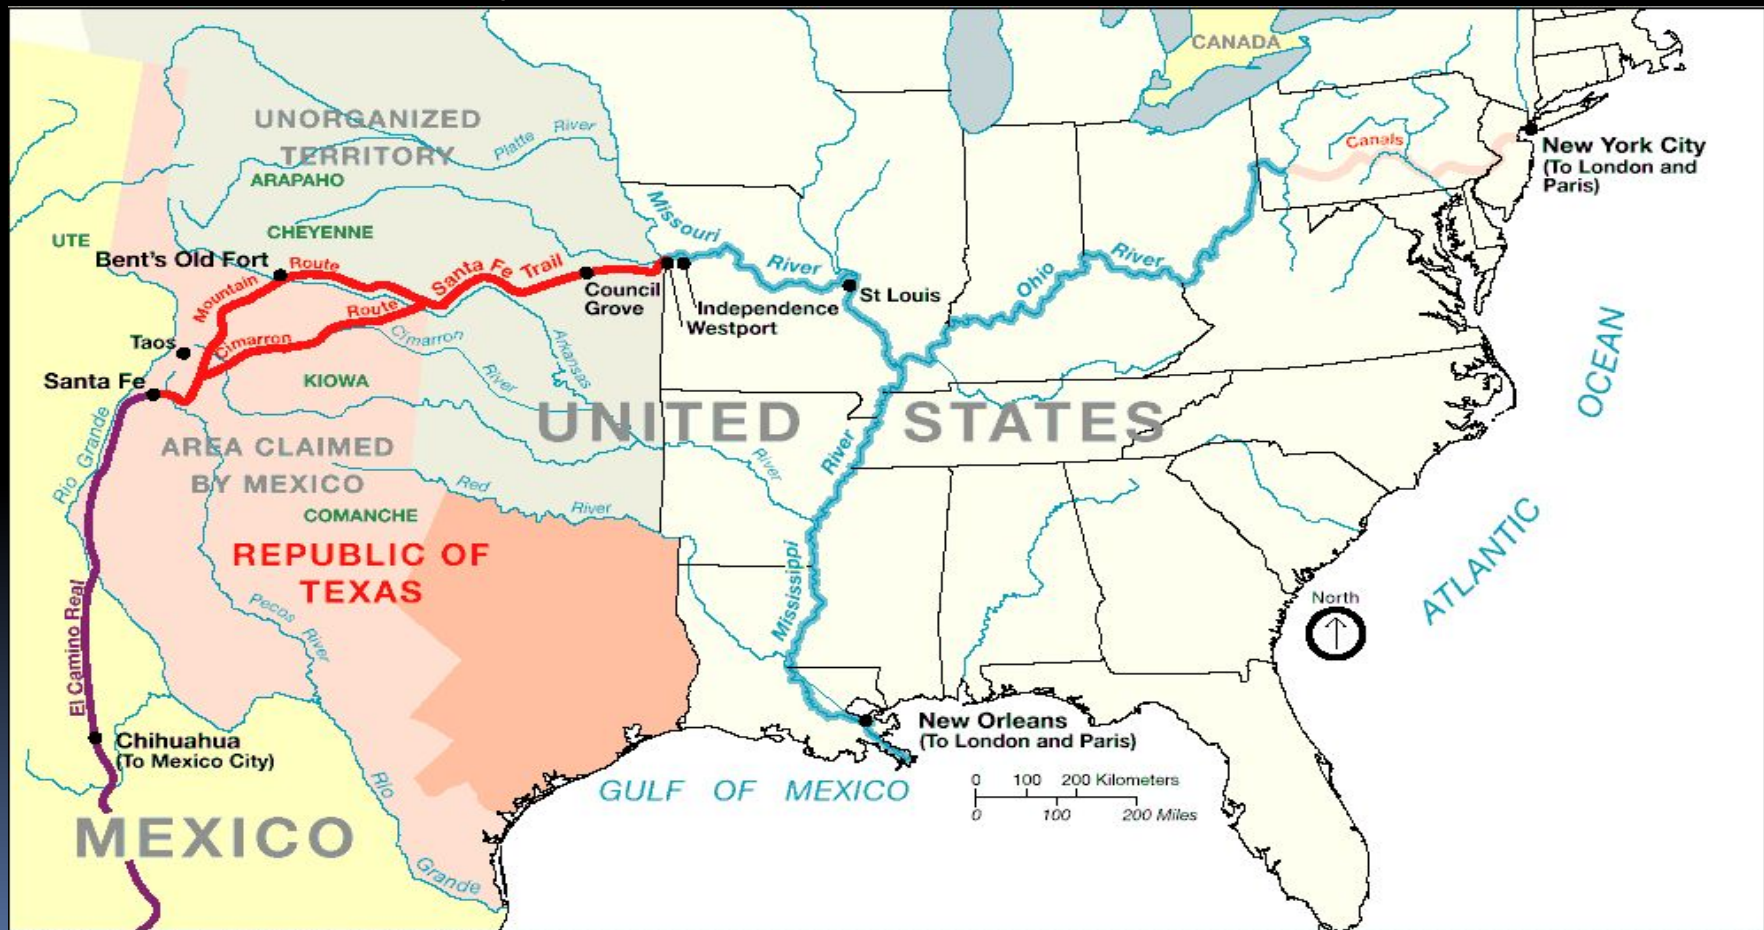 CANADA
UNORGANIZED
TERRITORY
Platte River
ARAPAHO
Canals
New York City
(To London and
Paris)
UTE
CHEYENNE
Missouri
River
Bent's Old Fort
Mountain
Route
Santa Fe Trail
Council
Grove
Independence
Westport
St Louis
Ohio
River
Taos
Cimarron
Route
Cimarron
River
Arkansas
River
Santa Fe
KIOWA
UNITED STATES
Rio Grande
AREA CLAIMED
BY MEXICO
Red
River
COMANCHE
REPUBLIC OF
TEXAS
Pecos
River
Mississippi
River
ATLANTIC
OCEAN
North
El Camino Real
Chihuahua
(To Mexico City)
New Orleans
(To London and Paris)
GULF OF MEXICO
0 100 200 Kilometers
0 100 200 Miles
MEXICO
Rio
Grande